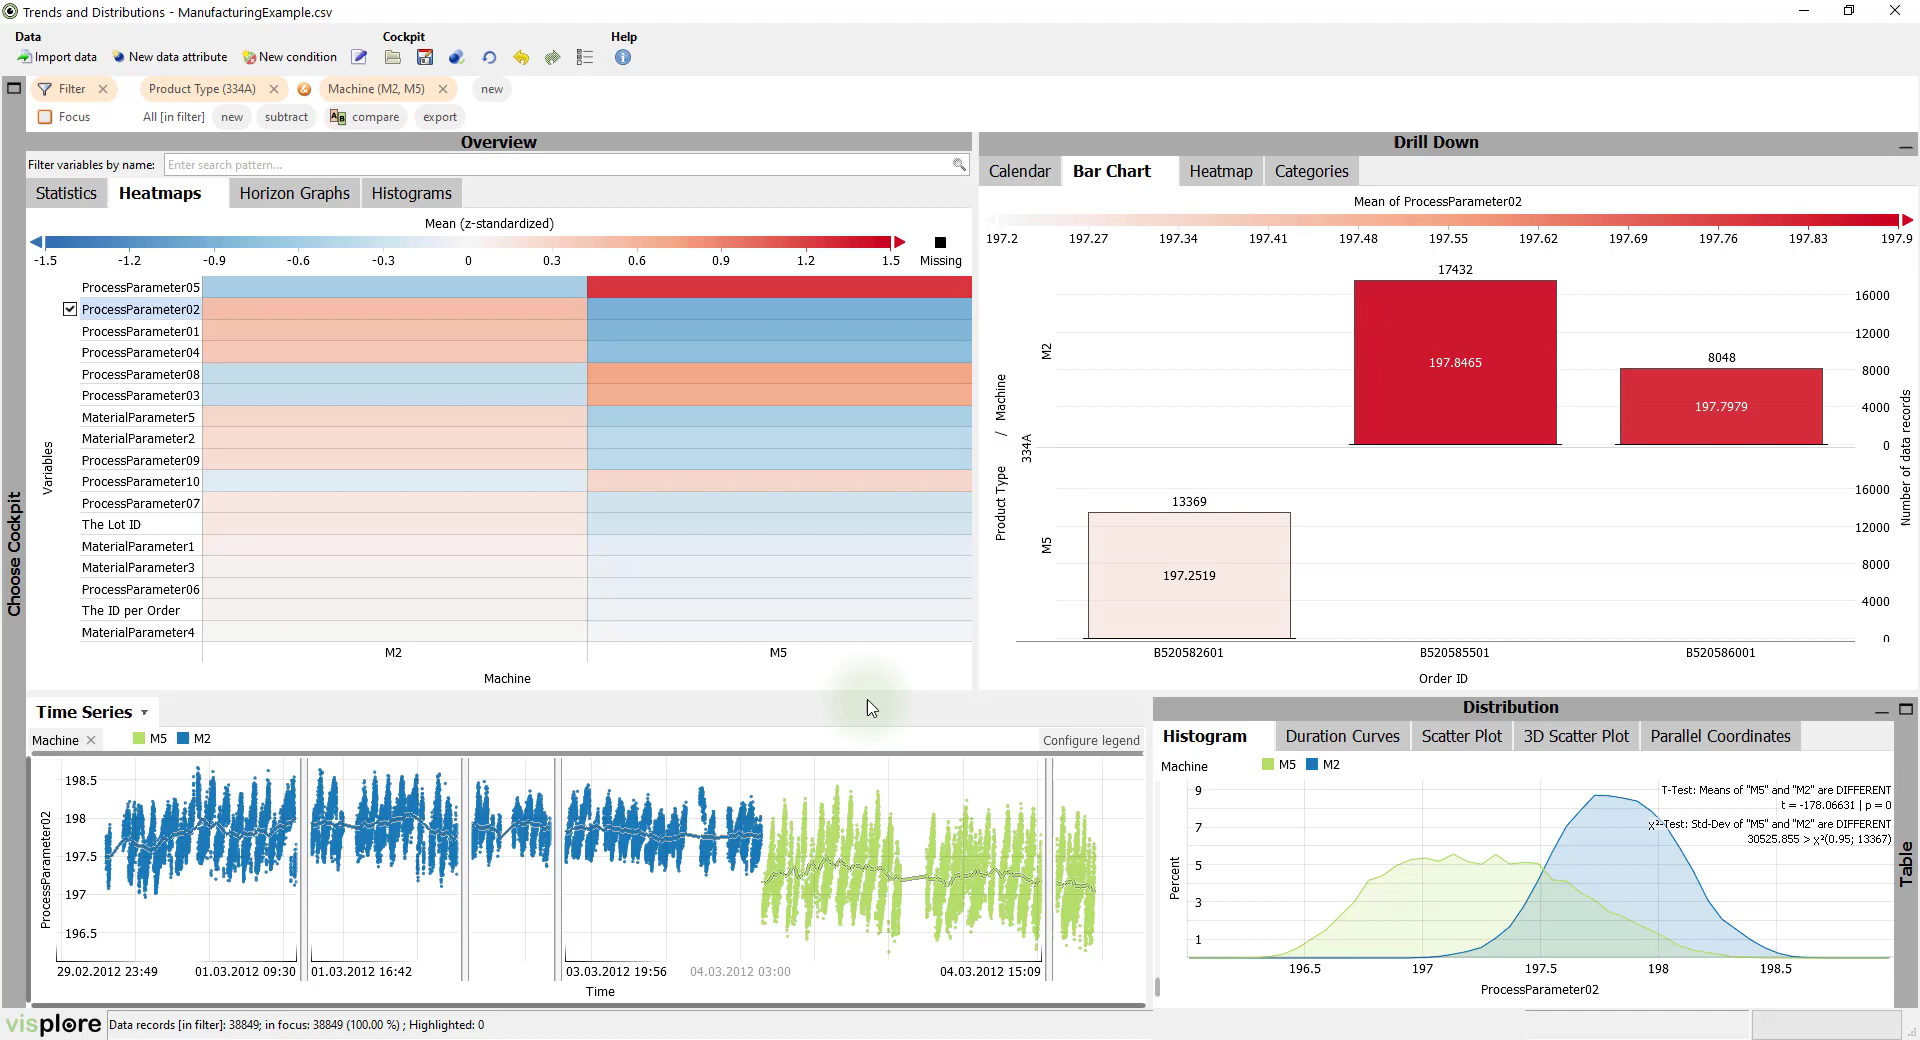 Trends and Distributions - ManufacturingExample.csv
Data
Cockpit
Help
Import data
New data attribute
New condition
Filter
Product Type (334A)
&
Machine (M2, M5)
new
Focus
All [in filter]
new
subtract
compare
export
Overview
Filter variables by name:
Enter search pattern...
Statistics
Heatmaps
Horizon Graphs
Histograms
Mean (z-standardized)
-1.5 -1.2 -0.9 -0.6 -0.3 0 0.3 0.6 0.9 1.2 1.5 Missing
ProcessParameter05
ProcessParameter02
ProcessParameter01
ProcessParameter04
ProcessParameter08
ProcessParameter03
MaterialParameter5
MaterialParameter2
ProcessParameter09
ProcessParameter10
ProcessParameter07
The Lot ID
MaterialParameter1
MaterialParameter3
ProcessParameter06
The ID per Order
MaterialParameter4
Variables
M2 M5
Machine
Choose Cockpit
Drill Down
Calendar
Bar Chart
Heatmap
Categories
Mean of ProcessParameter02
197.2 197.27 197.34 197.41 197.48 197.55 197.62 197.69 197.76 197.83 197.9
17432
197.8465
8048
197.7979
16000
12000
8000
4000
0
M2
13369
197.2519
16000
12000
8000
4000
0
M5
334A
Product Type / Machine
Number of data records
B520582601 B520585501 B520586001
Order ID
Time Series
Machine
M5
M2
Configure legend
198.5
198
197.5
197
196.5
ProcessParameter02
29.02.2012 23:49 01.03.2012 09:30 01.03.2012 16:42 03.03.2012 19:56 04.03.2012 03:00 04.03.2012 15:09
Time
Distribution
Histogram
Duration Curves
Scatter Plot
3D Scatter Plot
Parallel Coordinates
Machine
M5
M2
T-Test: Means of "M5" and "M2" are DIFFERENT
t = -178.06631 | p = 0
χ²-Test: Std-Dev of "M5" and "M2" are DIFFERENT
30525.855 > χ²(0.95; 13367)
9
7
5
3
1
Percent
196.5 197 197.5 198 198.5
ProcessParameter02
Table
visplore
Data records [in filter]: 38849; in focus: 38849 (100.00 %) ; Highlighted: 0